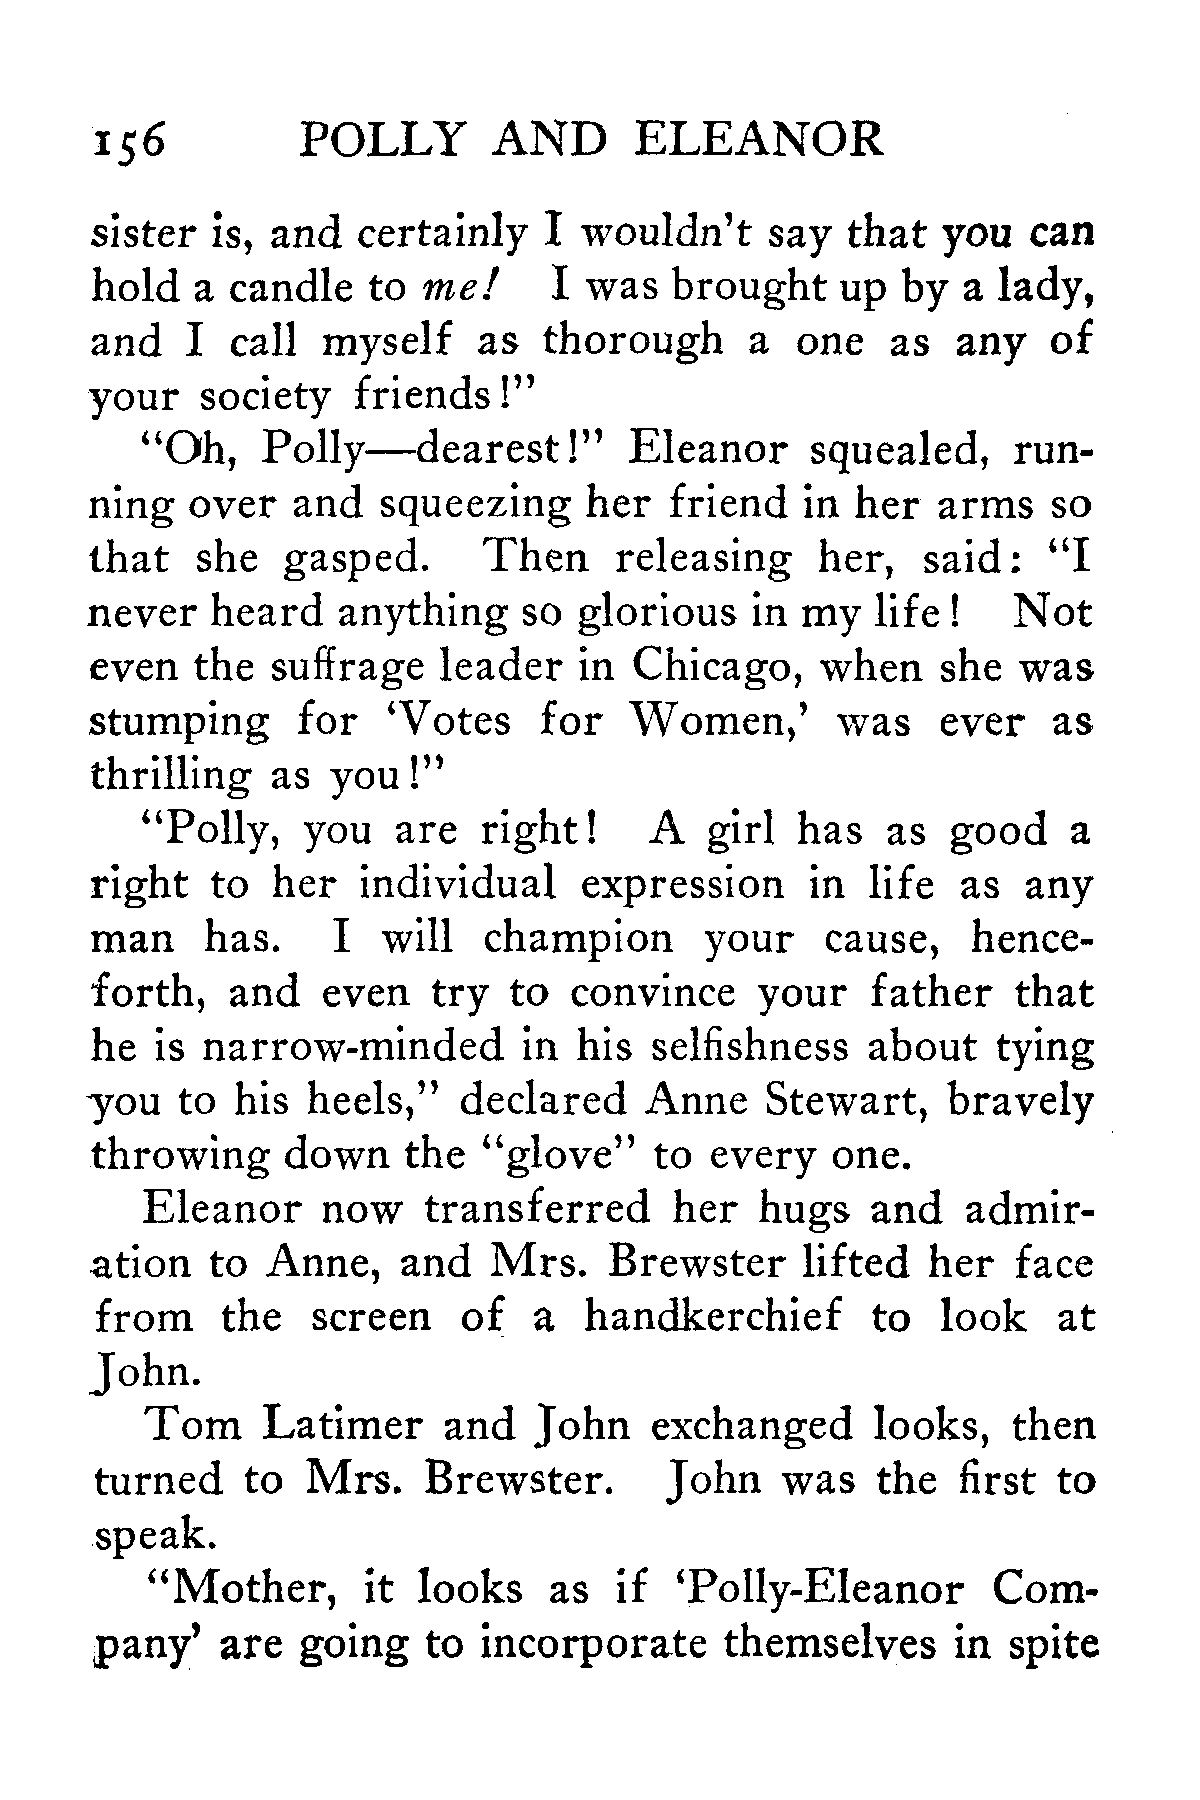 156 POLLY AND ELEANOR
sister is, and certainly I wouldn't say that you can
hold a candle to me! I was brought up by a lady,
and I call myself as thorough a one as any of
your society friends!"
"Oh, Polly—dearest!" Eleanor squealed, run-
ning over and squeezing her friend in her arms so
that she gasped. Then releasing her, said: "I
never heard anything so glorious in my life! Not
even the suffrage leader in Chicago, when she was
stumping for 'Votes for Women,' was ever as
thrilling as you!"
"Polly, you are right! A girl has as good a
right to her individual expression in life as any
man has. I will champion your cause, hence-
forth, and even try to convince your father that
he is narrow-minded in his selfishness about tying
you to his heels," declared Anne Stewart, bravely
throwing down the "glove" to every one.
Eleanor now transferred her hugs and admir-
ation to Anne, and Mrs. Brewster lifted her face
from the screen of a handkerchief to look at
John.
Tom Latimer and John exchanged looks, then
turned to Mrs. Brewster. John was the first to
speak.
"Mother, it looks as if 'Polly-Eleanor Com-
pany' are going to incorporate themselves in spite